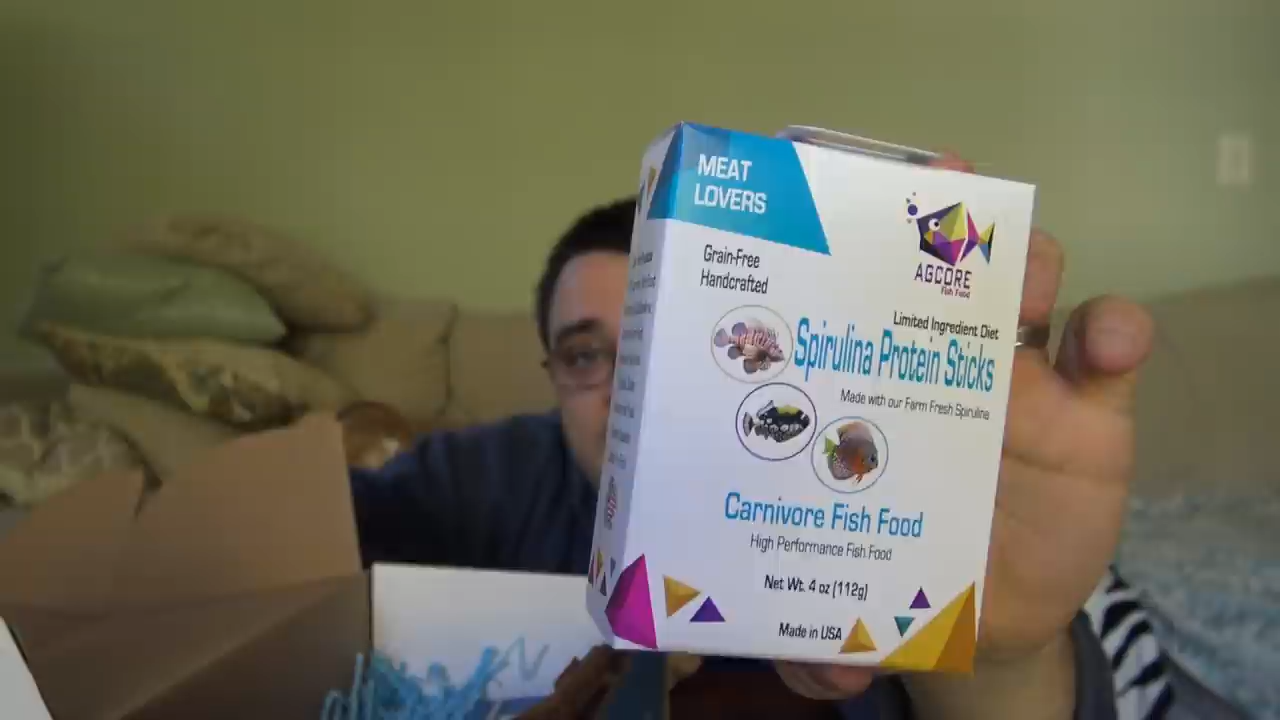 MEAT
LOVERS
AGCORE
Fish Food
Grain-Free
Handcrafted
Limited Ingredient Diet
Spirulina Protein Sticks
Made with our Farm Fresh Spirulina
Carnivore Fish Food
High Performance Fish Food
Net Wt. 4 oz (112g)
Made in USA